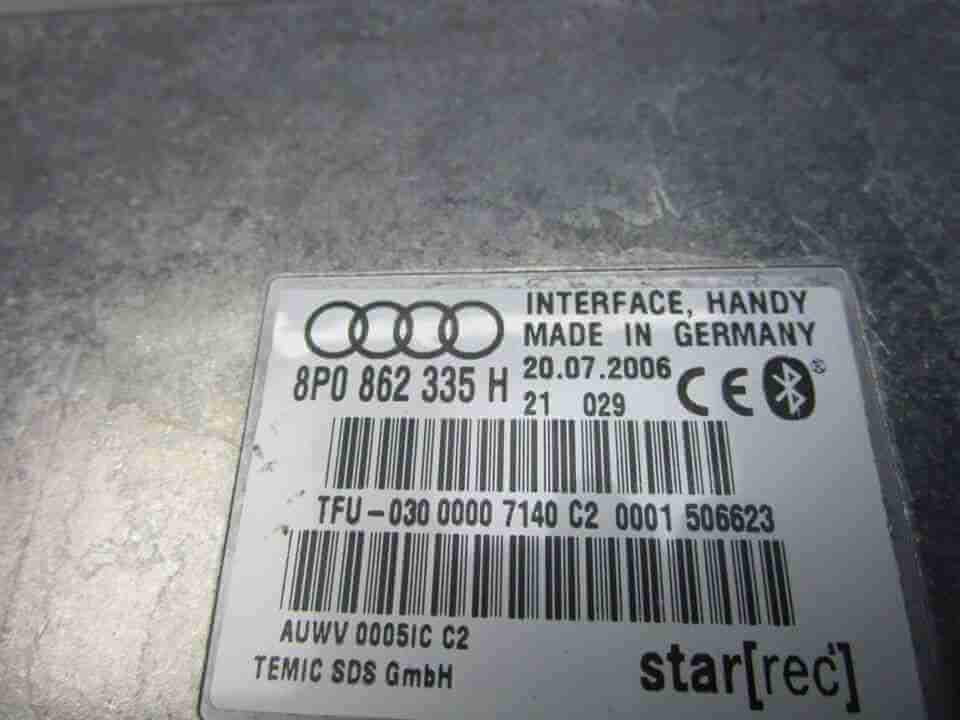 INTERFACE, HANDY
MADE IN GERMANY
8P0 862 335 H
20.07.2006
CE
®
21 029
TFU-030 0000 7140 C2 0001 506623
AUWV 0005IC C2
TEMIC SDS GmbH
star[rec]